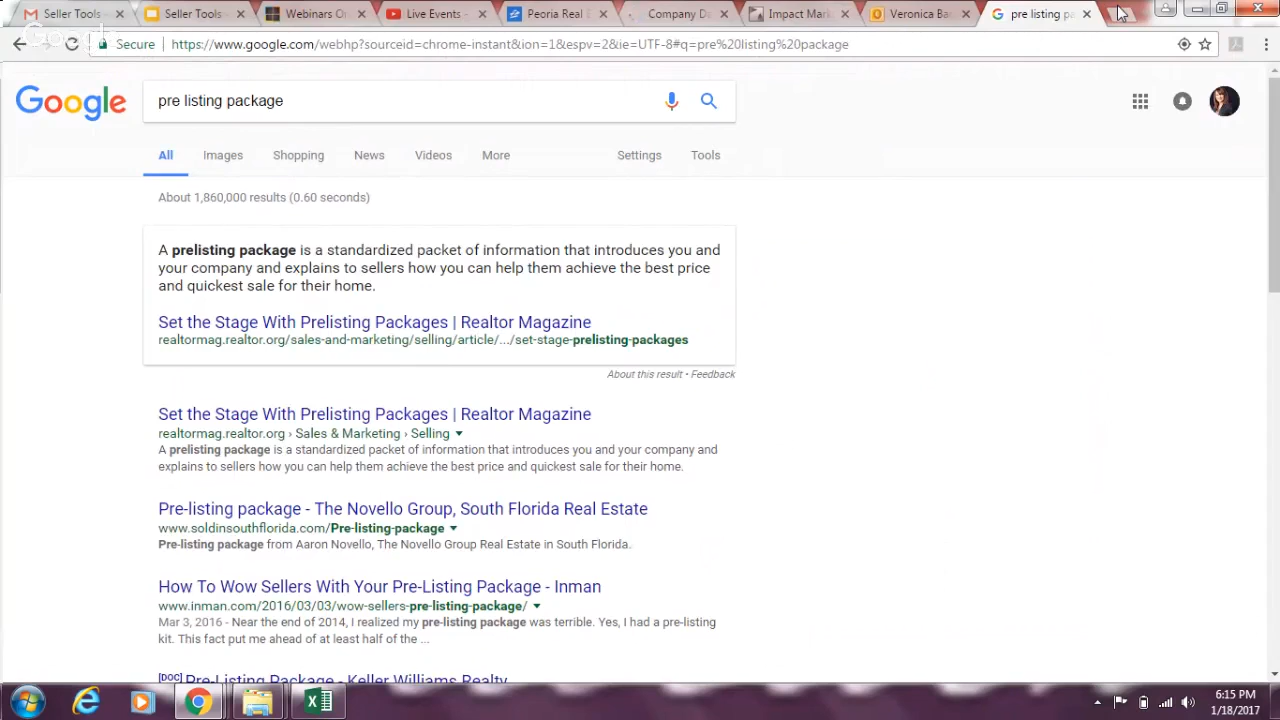 Seller Tools
Seller Tools
Webinars O
Live Events
Peoria Real E
Company D
Impact Mark
Veronica Ba
pre listing pa
Secure
https://www.google.com/webhp?sourceid=chrome-instant&ion=1&espv=2&ie=UTF-8#q=pre%20listing%20package
Google
pre listing package
All
Images
Shopping
News
Videos
More
Settings
Tools
About 1,860,000 results (0.60 seconds)
A prelisting package is a standardized packet of information that introduces you and
your company and explains to sellers how you can help them achieve the best price
and quickest sale for their home.
Set the Stage With Prelisting Packages | Realtor Magazine
realtormag.realtor.org/sales-and-marketing/selling/article/.../set-stage-prelisting-packages
About this result • Feedback
Set the Stage With Prelisting Packages | Realtor Magazine
realtormag.realtor.org › Sales & Marketing › Selling
A prelisting package is a standardized packet of information that introduces you and your company and
explains to sellers how you can help them achieve the best price and quickest sale for their home.
Pre-listing package - The Novello Group, South Florida Real Estate
www.soldinsouthflorida.com/Pre-listing-package
Pre-listing package from Aaron Novello, The Novello Group Real Estate in South Florida.
How To Wow Sellers With Your Pre-Listing Package - Inman
www.inman.com/2016/03/03/wow-sellers-pre-listing-package/
Mar 3, 2016 - Near the end of 2014, I realized my pre-listing package was terrible. Yes, I had a pre-listing
kit. This fact put me ahead of at least half of the ...
[DOC] Pre-Listing Package - Keller Williams Realty
6:15 PM
1/18/2017